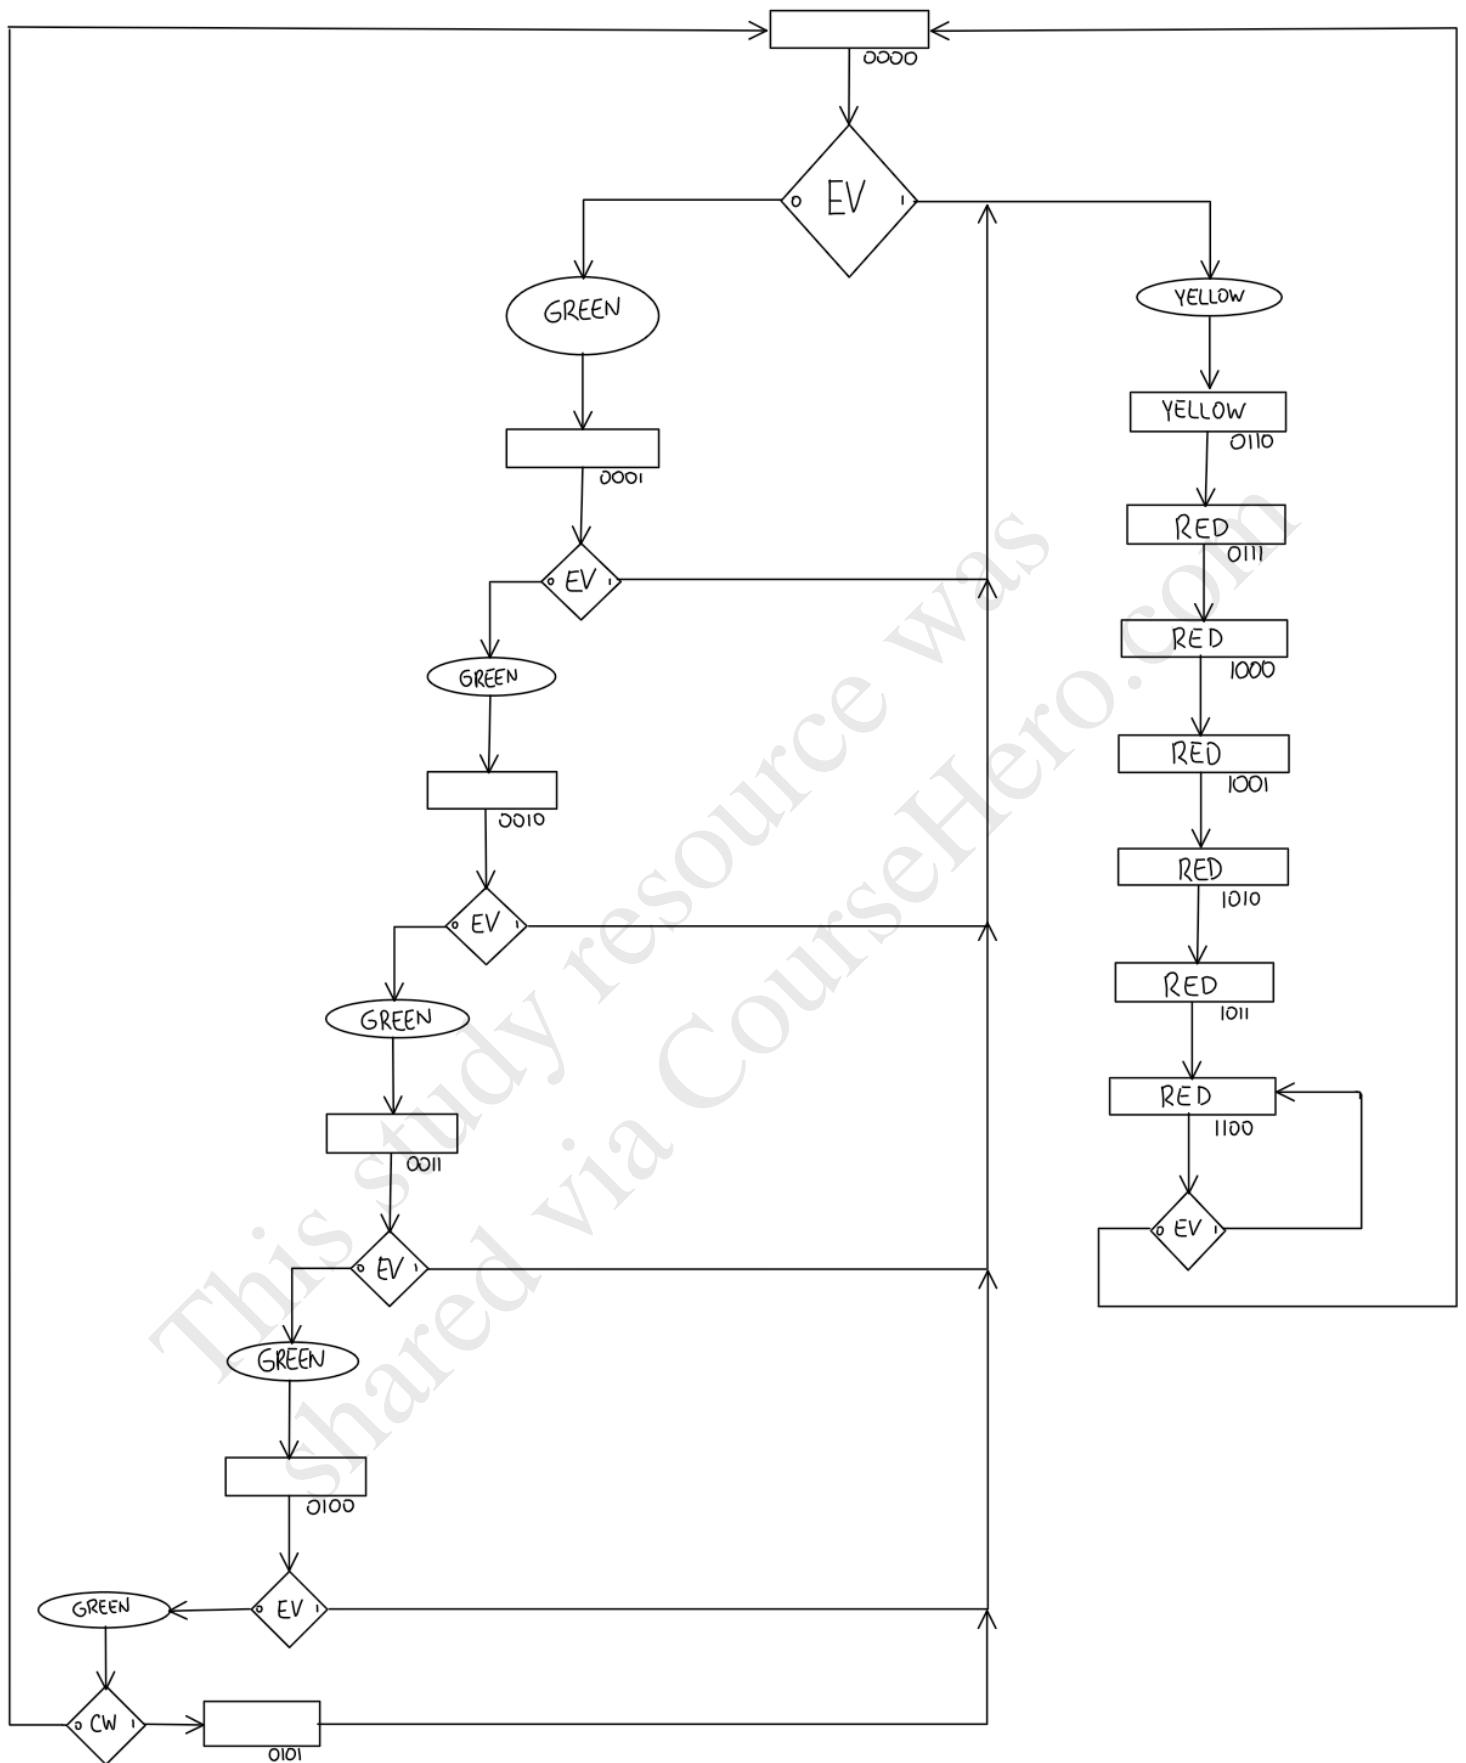 0000
0 EV 1
GREEN
YELLOW
0001
YELLOW
0110
0 EV 1
RED
0111
GREEN
RED
1000
0010
RED
1001
0 EV 1
RED
1010
GREEN
RED
1011
0011
RED
1100
0 EV 1
0 EV 1
GREEN
0100
0 EV 1
GREEN
0 CW 1
0101
This study resource was
shared via CourseHero.com